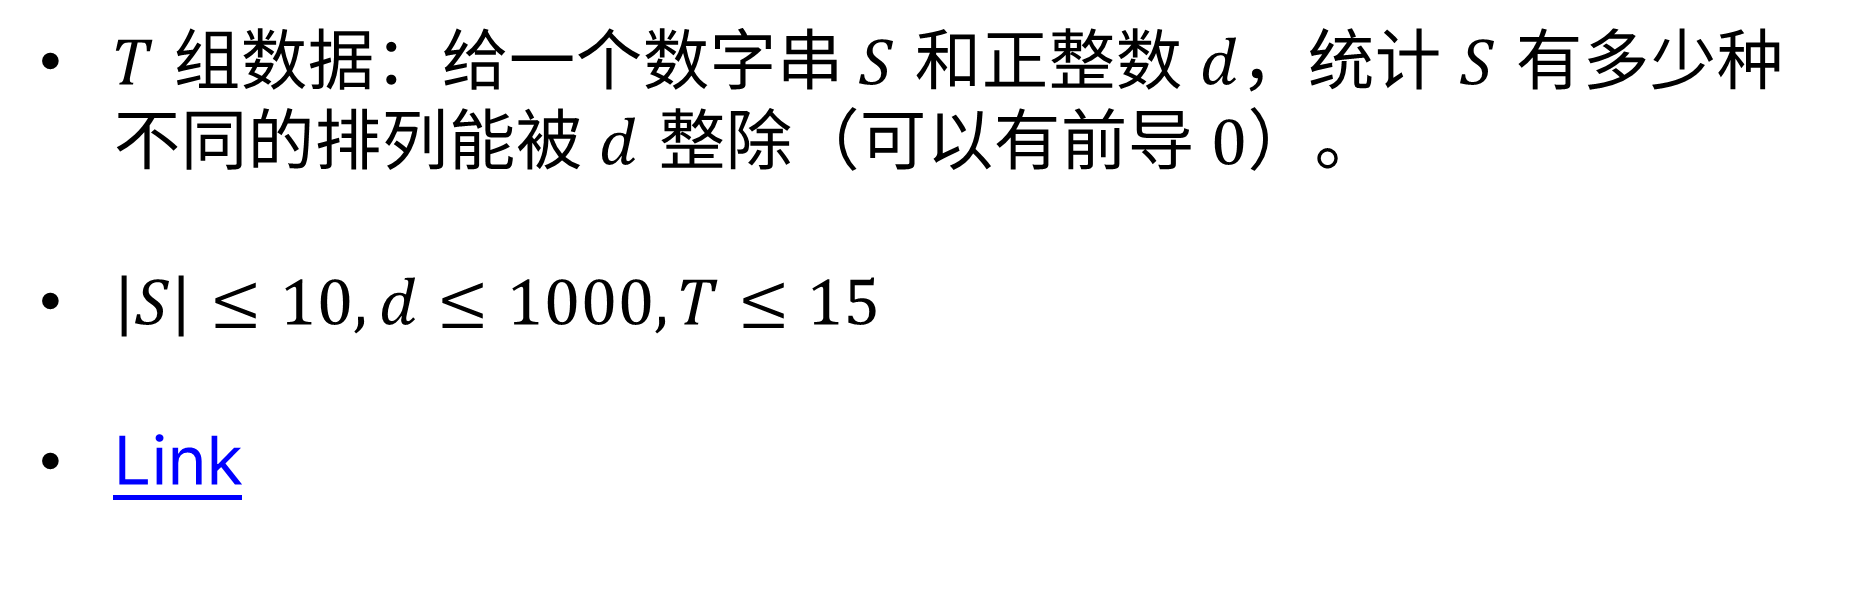 • T 组数据：给一个数字串 S 和正整数 d，统计 S 有多少种
不同的排列能被 d 整除（可以有前导 0）。
• |S| ≤ 10, d ≤ 1000, T ≤ 15
• Link